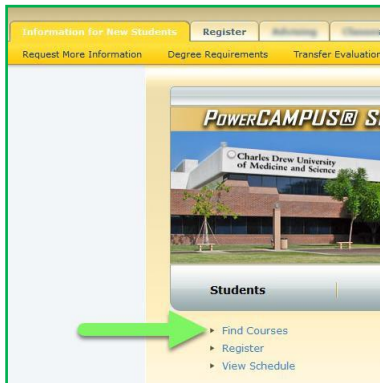 Information for New Students Register
Request More Information Degree Requirements Transfer Evaluation
POWERCAMPUS® S
Charles Drew University
of Medicine and Science
Students
Find Courses
Register
View Schedule